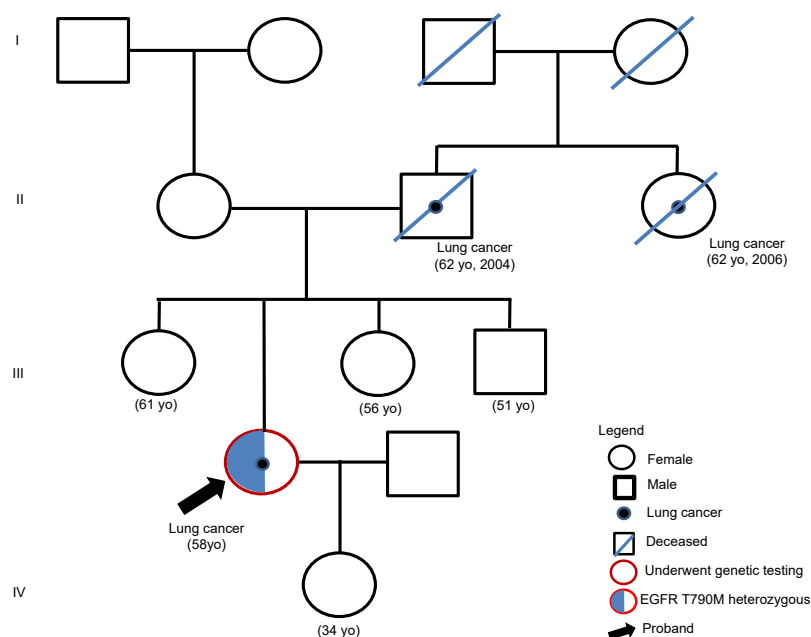 I
II
Lung cancer
(62 yo, 2004)
Lung cancer
(62 yo, 2006)
III
(61 yo)
(56 yo)
(51 yo)
Lung cancer
(58yo)
IV
(34 yo)
Legend
Female
Male
Lung cancer
Deceased
Underwent genetic testing
EGFR T790M heterozygous
Proband